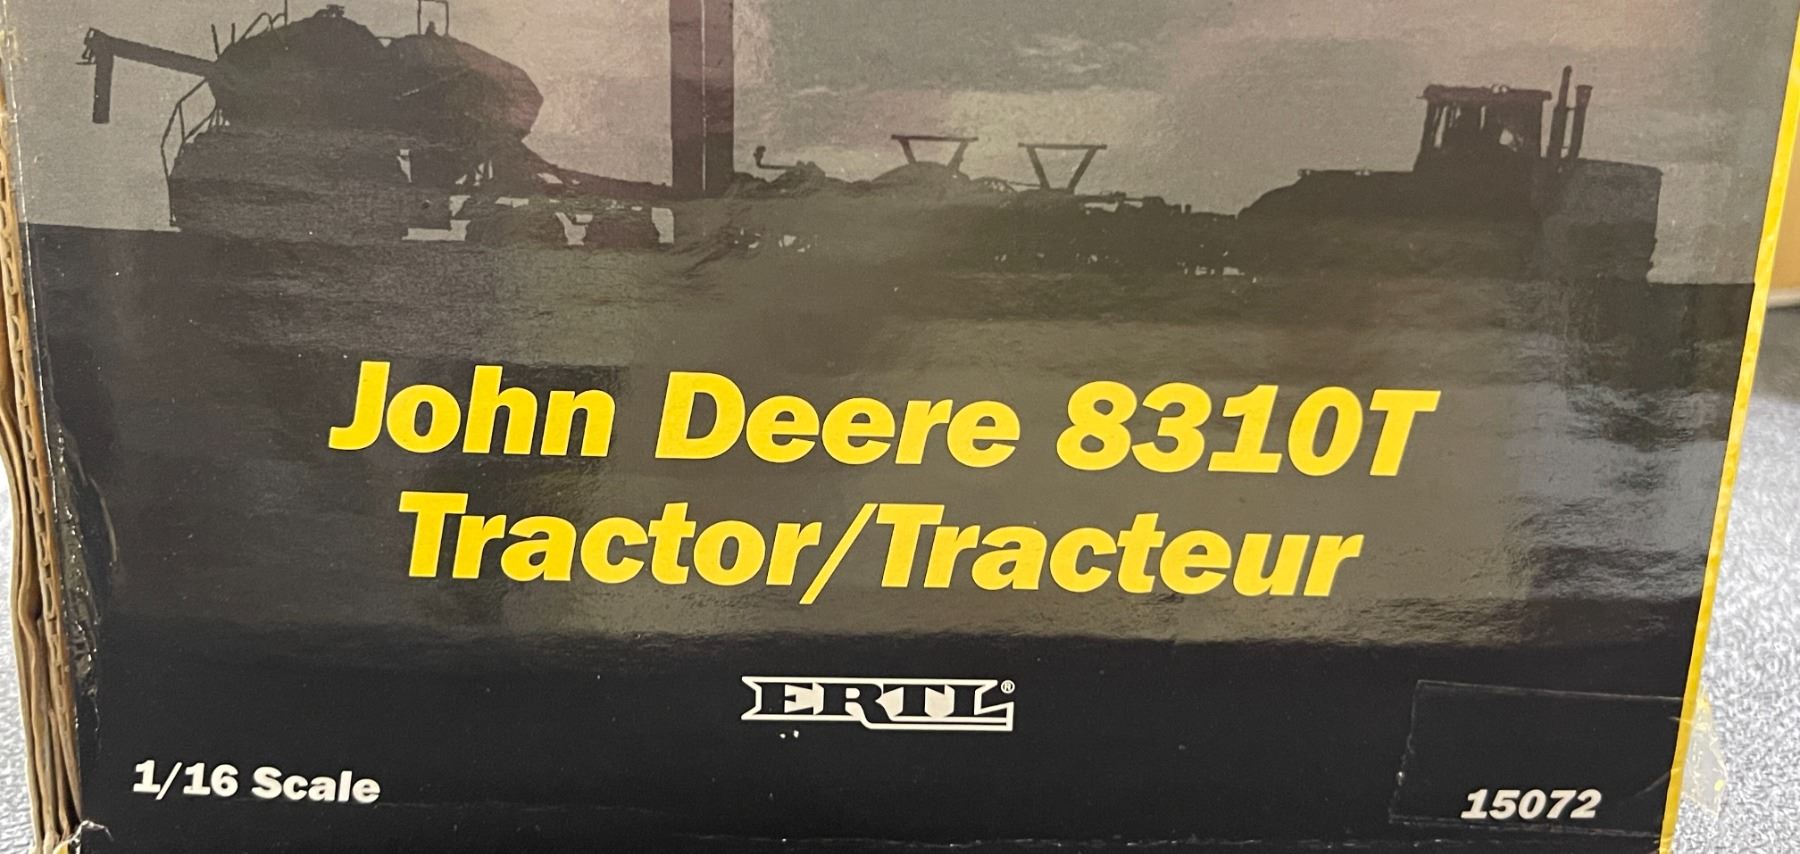 John Deere 8310T
Tractor/Tracteur
ERTL®
1/16 Scale
15072